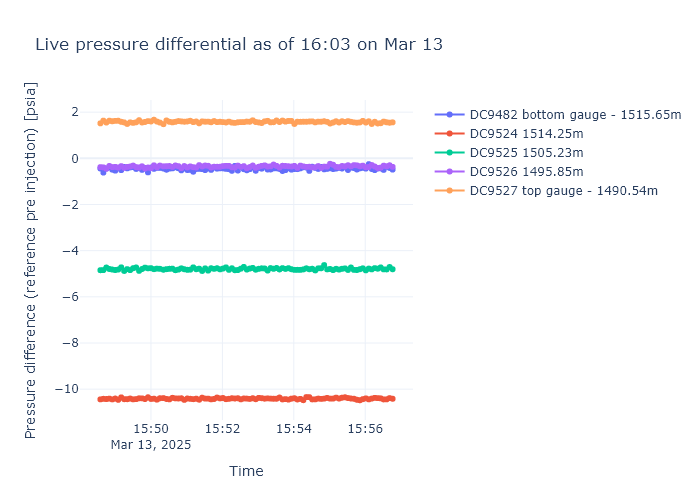 Live pressure differential as of 16:03 on Mar 13
Pressure difference (reference pre injection) [psia]
2
0
−2
−4
−6
−8
−10
15:50
Mar 13, 2025
15:52
15:54
15:56
Time
DC9482 bottom gauge - 1515.65m
DC9524 1514.25m
DC9525 1505.23m
DC9526 1495.85m
DC9527 top gauge - 1490.54m